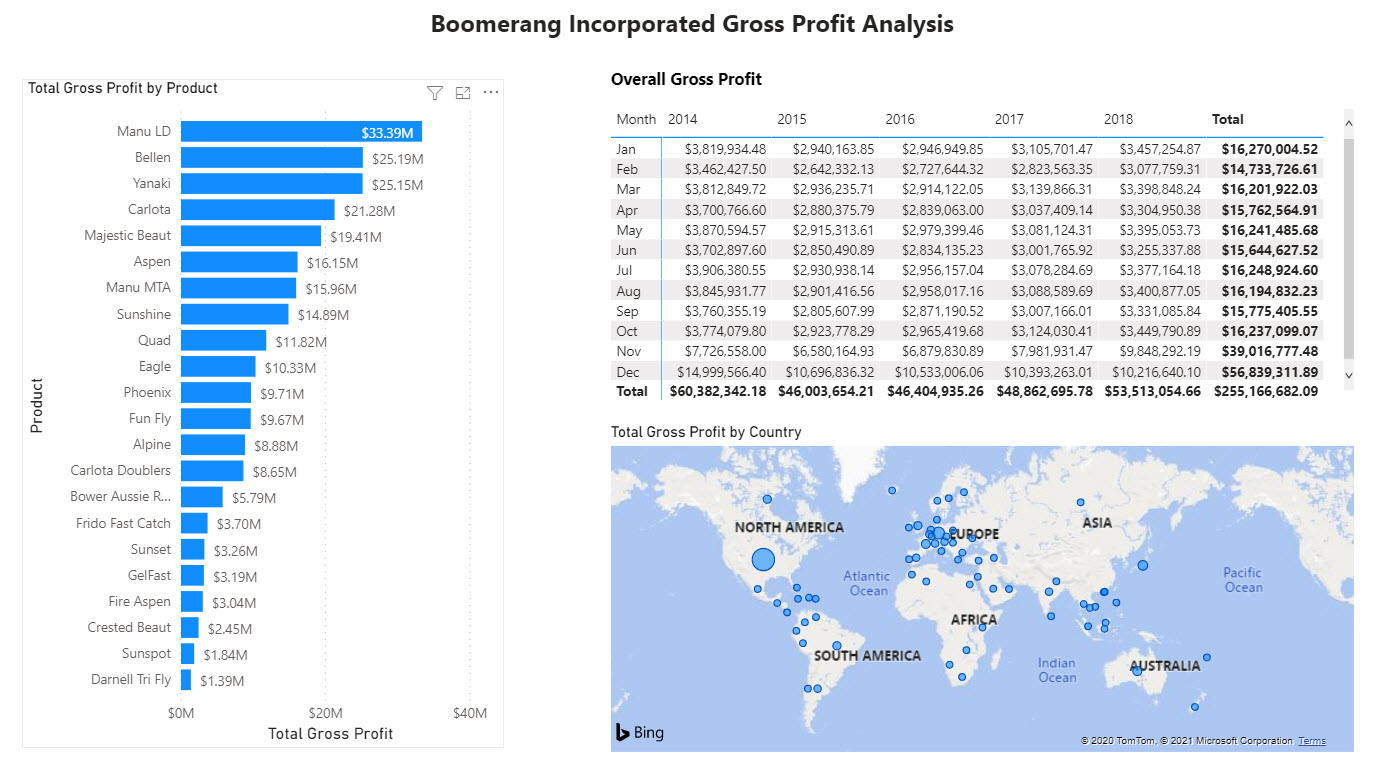 Boomerang Incorporated Gross Profit Analysis
Total Gross Profit by Product
Product
Manu LD $33.39M
Bellen $25.19M
Yanaki $25.15M
Carlota $21.28M
Majestic Beaut $19.41M
Aspen $16.15M
Manu MTA $15.96M
Sunshine $14.89M
Quad $11.82M
Eagle $10.33M
Phoenix $9.71M
Fun Fly $9.67M
Alpine $8.88M
Carlota Doublers $8.65M
Bower Aussie R... $5.79M
Frido Fast Catch $3.70M
Sunset $3.26M
GelFast $3.19M
Fire Aspen $3.04M
Crested Beaut $2.45M
Sunspot $1.84M
Darnell Tri Fly $1.39M
$0M $20M $40M
Total Gross Profit
Overall Gross Profit
Month 2014 2015 2016 2017 2018 Total
Jan $3,819,934.48 $2,940,163.85 $2,946,949.85 $3,105,701.47 $3,457,254.87 $16,270,004.52
Feb $3,462,427.50 $2,642,332.13 $2,727,644.32 $2,823,563.35 $3,077,759.31 $14,733,726.61
Mar $3,812,849.72 $2,936,235.71 $2,914,122.05 $3,139,866.31 $3,398,848.24 $16,201,922.03
Apr $3,700,766.60 $2,880,375.79 $2,839,063.00 $3,037,409.14 $3,304,950.38 $15,762,564.91
May $3,870,594.57 $2,915,313.61 $2,979,399.46 $3,081,124.31 $3,395,053.73 $16,241,485.68
Jun $3,702,897.60 $2,850,490.89 $2,834,135.23 $3,001,765.92 $3,255,337.88 $15,644,627.52
Jul $3,906,380.55 $2,930,938.14 $2,956,157.04 $3,078,284.69 $3,377,164.18 $16,248,924.60
Aug $3,845,931.77 $2,901,416.56 $2,958,017.16 $3,088,589.69 $3,400,877.05 $16,194,832.23
Sep $3,760,355.19 $2,805,607.99 $2,871,190.52 $3,007,166.01 $3,331,085.84 $15,775,405.55
Oct $3,774,079.80 $2,923,778.29 $2,965,419.68 $3,124,030.41 $3,449,790.89 $16,237,099.07
Nov $7,726,558.00 $6,580,164.93 $6,879,830.89 $7,981,931.47 $9,848,292.19 $39,016,777.48
Dec $14,999,566.40 $10,696,836.32 $10,533,006.06 $10,393,263.01 $10,216,640.10 $56,839,311.89
Total $60,382,342.18 $46,003,654.21 $46,404,935.26 $48,862,695.78 $53,513,054.66 $255,166,682.09
Total Gross Profit by Country
NORTH AMERICA
EUROPE
ASIA
Atlantic
Ocean
Pacific
Ocean
AFRICA
SOUTH AMERICA
Indian
Ocean
AUSTRALIA
Bing
© 2020 TomTom, © 2021 Microsoft Corporation Terms